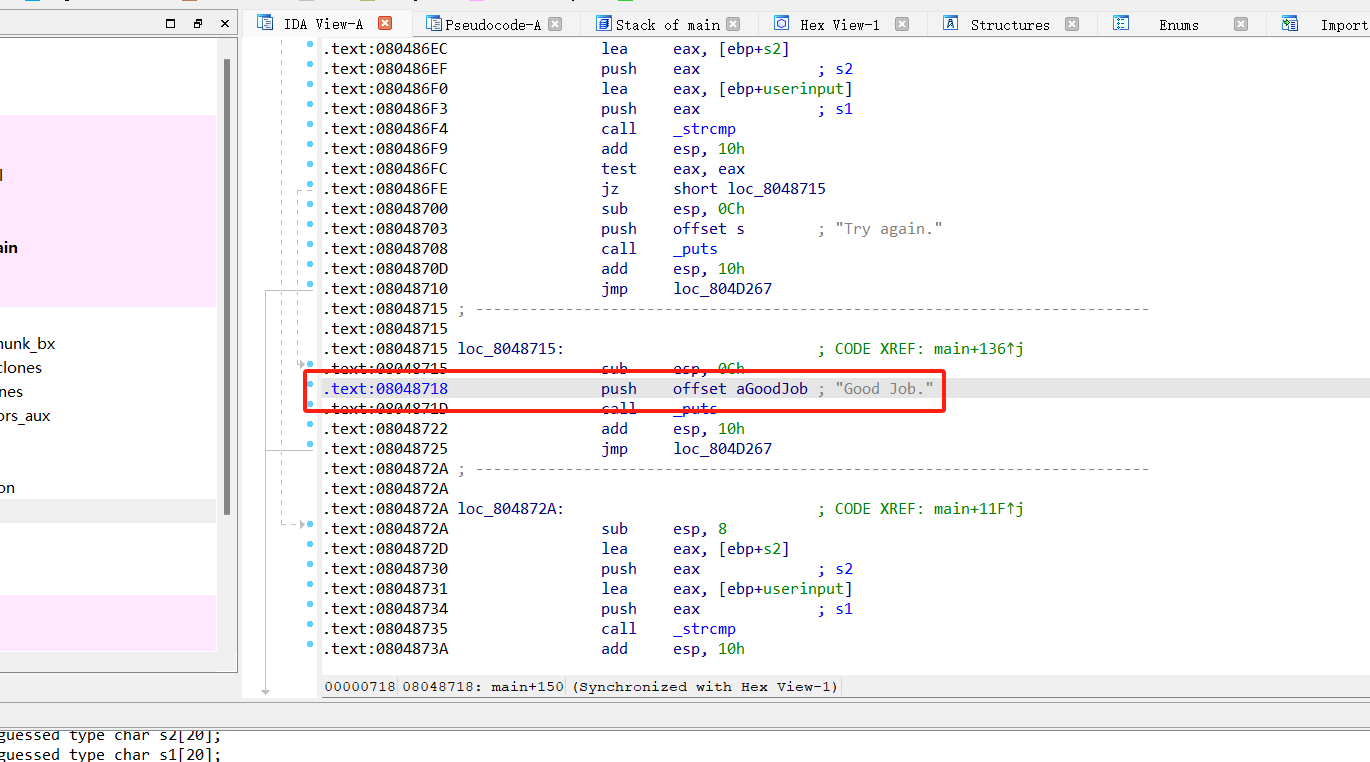 IDA View-A Pseudocode-A Stack of main Hex View-1 Structures Enums Import
l
ain
hunk_bx
clones
nes
ors_aux
on
.text:080486EC lea eax, [ebp+s2]
.text:080486EF push eax ; s2
.text:080486F0 lea eax, [ebp+userinput]
.text:080486F3 push eax ; s1
.text:080486F4 call _strcmp
.text:080486F9 add esp, 10h
.text:080486FC test eax, eax
.text:080486FE jz short loc_8048715
.text:08048700 sub esp, 0Ch
.text:08048703 push offset s ; "Try again."
.text:08048708 call _puts
.text:0804870D add esp, 10h
.text:08048710 jmp loc_804D267
.text:08048715 ; ---------------------------------------------------------------------------
.text:08048715
.text:08048715 loc_8048715: ; CODE XREF: main+136↑j
.text:08048715 sub esp, 0Ch
.text:08048718 push offset aGoodJob ; "Good Job."
.text:0804871D call _puts
.text:08048722 add esp, 10h
.text:08048725 jmp loc_804D267
.text:0804872A ; ---------------------------------------------------------------------------
.text:0804872A
.text:0804872A loc_804872A: ; CODE XREF: main+11F↑j
.text:0804872A sub esp, 8
.text:0804872D lea eax, [ebp+s2]
.text:08048730 push eax ; s2
.text:08048731 lea eax, [ebp+userinput]
.text:08048734 push eax ; s1
.text:08048735 call _strcmp
.text:0804873A add esp, 10h
00000718 08048718: main+150 (Synchronized with Hex View-1)
guessed type char s2[20];
guessed type char s1[20];